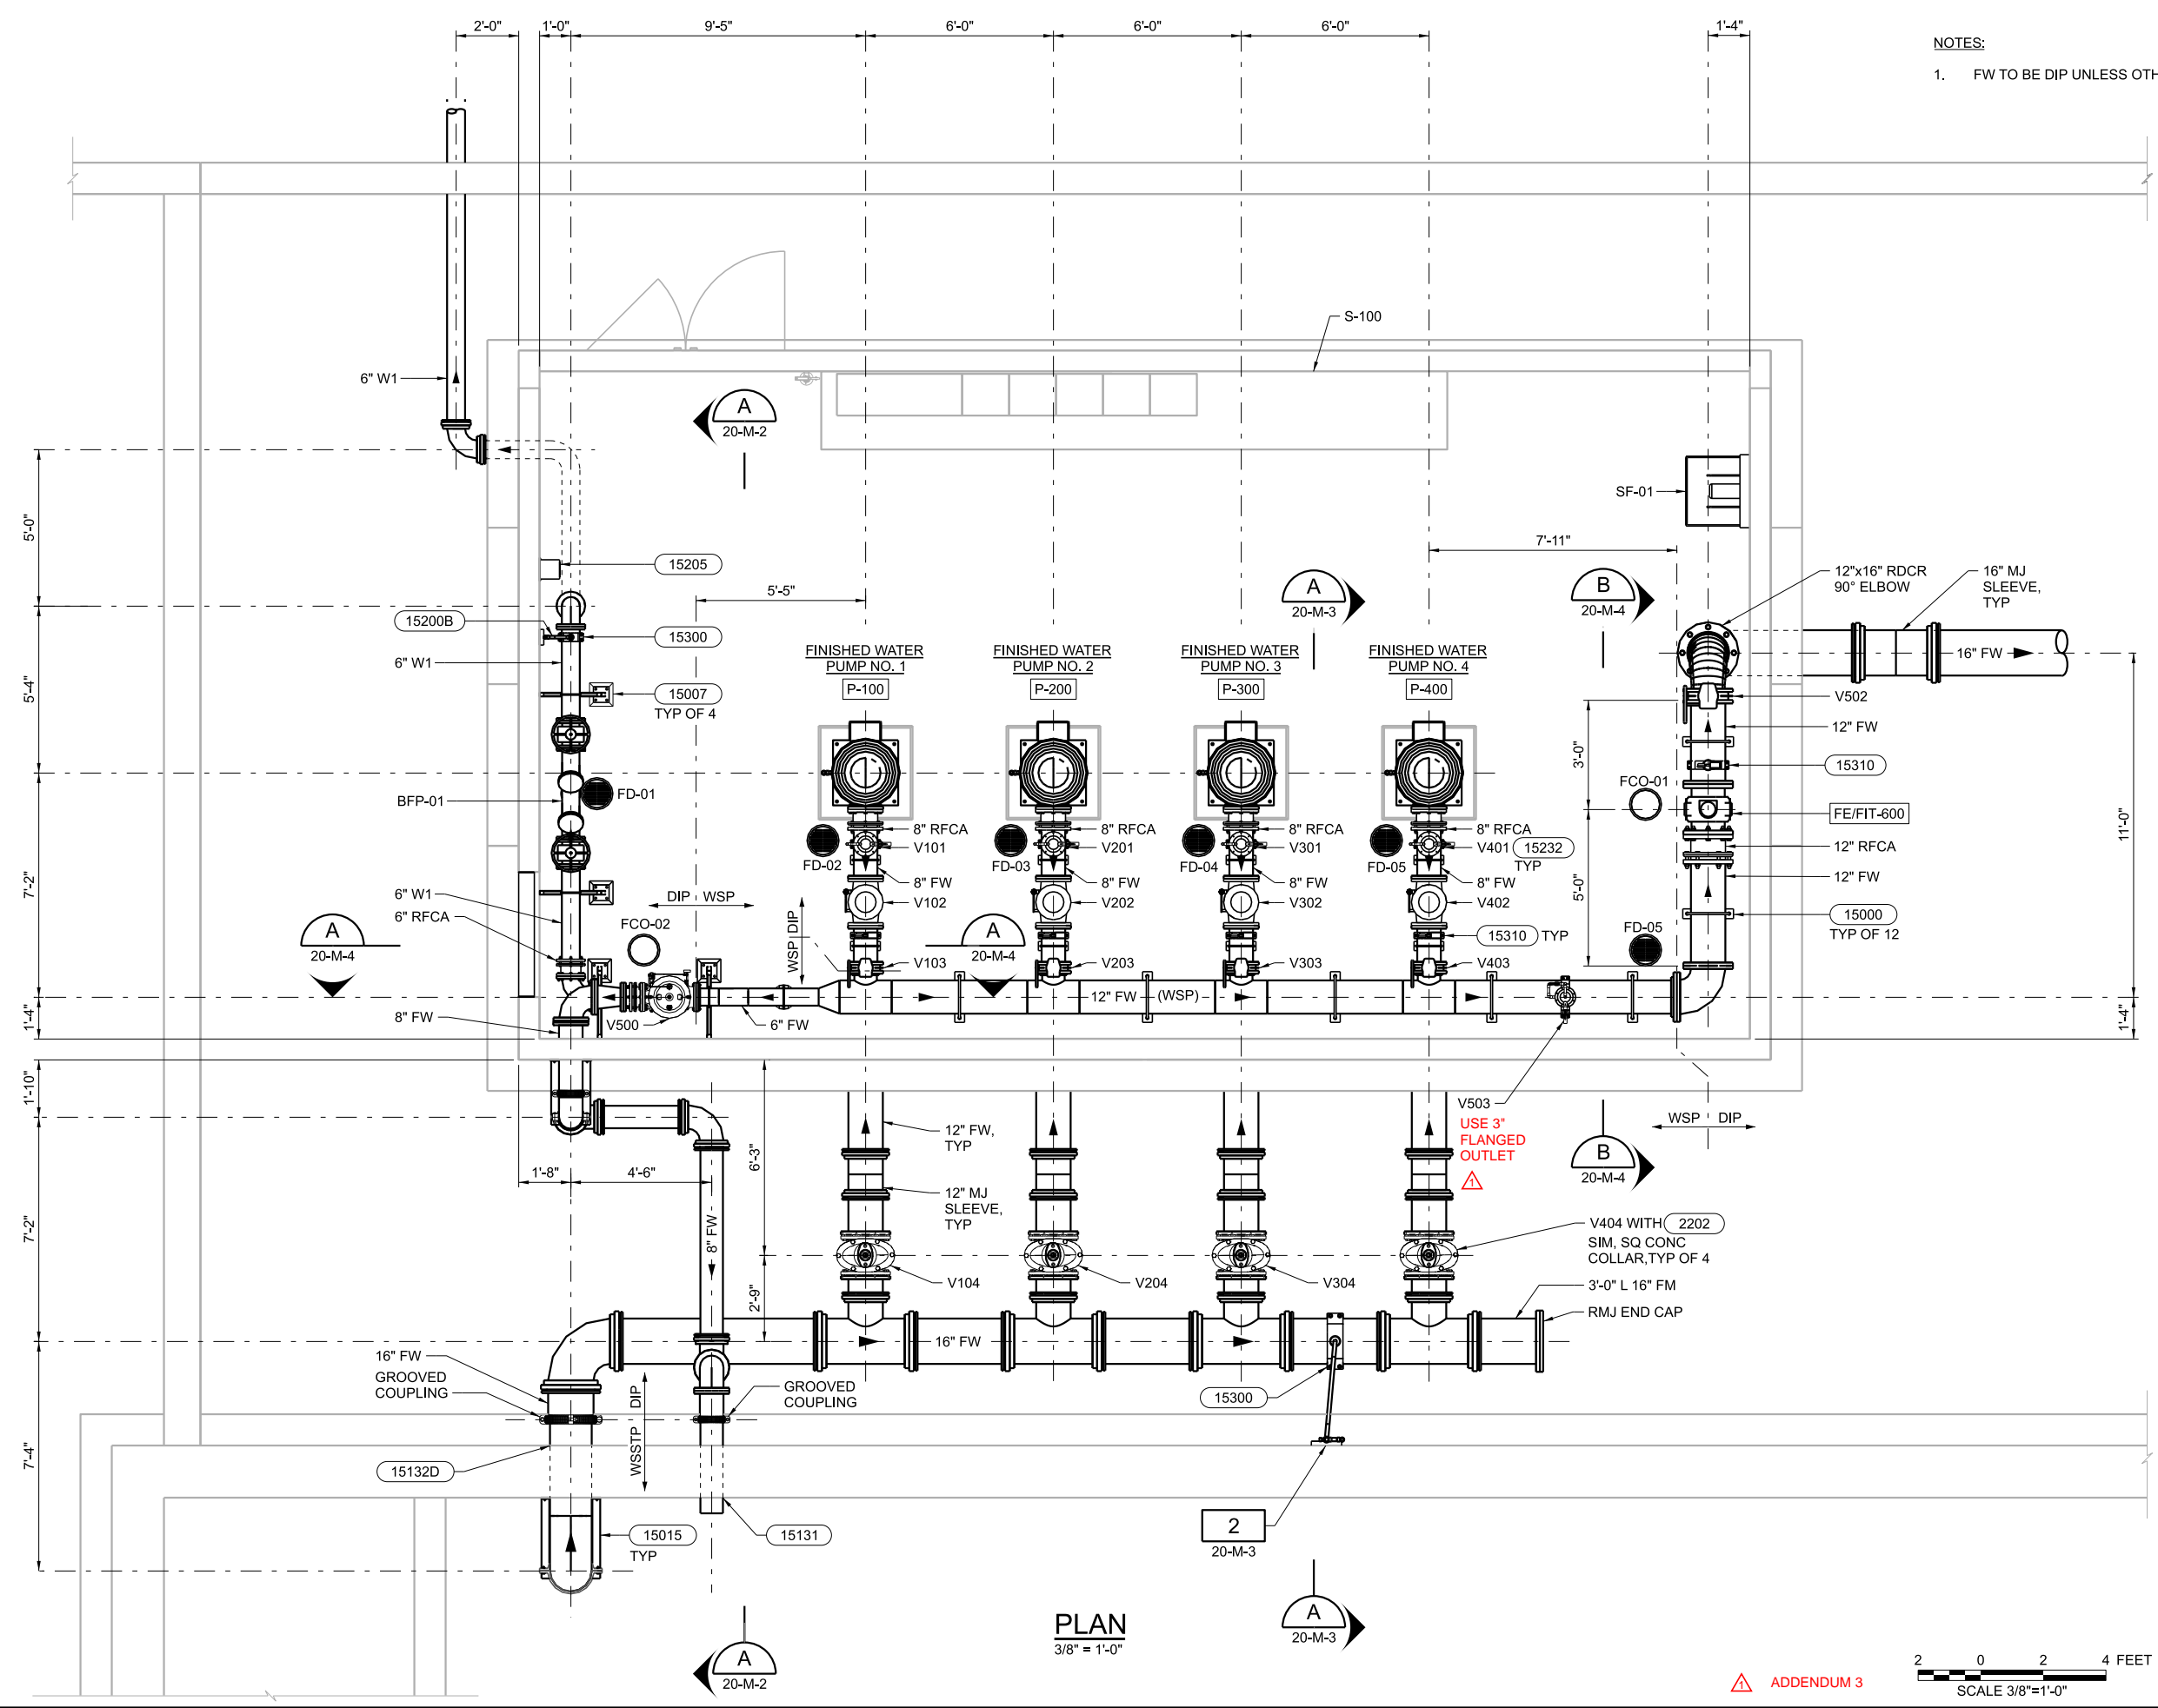 2'-0"
1'-0"
9'-5"
6'-0"
6'-0"
6'-0"
1'-4"
NOTES:
1. FW TO BE DIP UNLESS OTH
S-100
6" W1
A
20-M-2
5'-0"
SF-01
7'-11"
15205
5'-5"
A
20-M-3
B
20-M-4
12"x16" RDCR
90° ELBOW
16" MJ
SLEEVE,
TYP
15200B
15300
6" W1
FINISHED WATER
PUMP NO. 1
P-100
FINISHED WATER
PUMP NO. 2
P-200
FINISHED WATER
PUMP NO. 3
P-300
FINISHED WATER
PUMP NO. 4
P-400
16" FW
5'-4"
15007
TYP OF 4
V502
12" FW
3'-0"
15310
FCO-01
BFP-01
FD-01
FE/FIT-600
11'-0"
8" RFCA
V101
8" RFCA
V201
8" RFCA
V301
8" RFCA
V401
15232
TYP
12" RFCA
FD-02
FD-03
FD-04
FD-05
12" FW
7'-2"
8" FW
8" FW
8" FW
8" FW
5'-0"
6" W1
6" RFCA
DIP
WSP
V102
V202
V302
V402
15000
TYP OF 12
A
20-M-4
FCO-02
WSP
DIP
A
20-M-4
15310
TYP
FD-05
V103
V203
V303
V403
12" FW
(WSP)
1'-4"
8" FW
V500
6" FW
1'-4"
1'-10"
V503
USE 3"
FLANGED
OUTLET
1
WSP
DIP
12" FW,
TYP
6'-3"
B
20-M-4
1'-8"
4'-6"
12" MJ
SLEEVE,
TYP
7'-2"
8" FW
V404 WITH
2202
SIM, SQ CONC
COLLAR,TYP OF 4
V104
V204
V304
3'-0" L 16" FM
2'-9"
RMJ END CAP
16" FW
16" FW
GROOVED
COUPLING
GROOVED
COUPLING
DIP
WSSTP
15300
7'-4"
15132D
2
20-M-3
15015
TYP
15131
A
20-M-3
PLAN
3/8" = 1'-0"
A
20-M-2
1
ADDENDUM 3
2
0
2
4 FEET
SCALE 3/8"=1'-0"